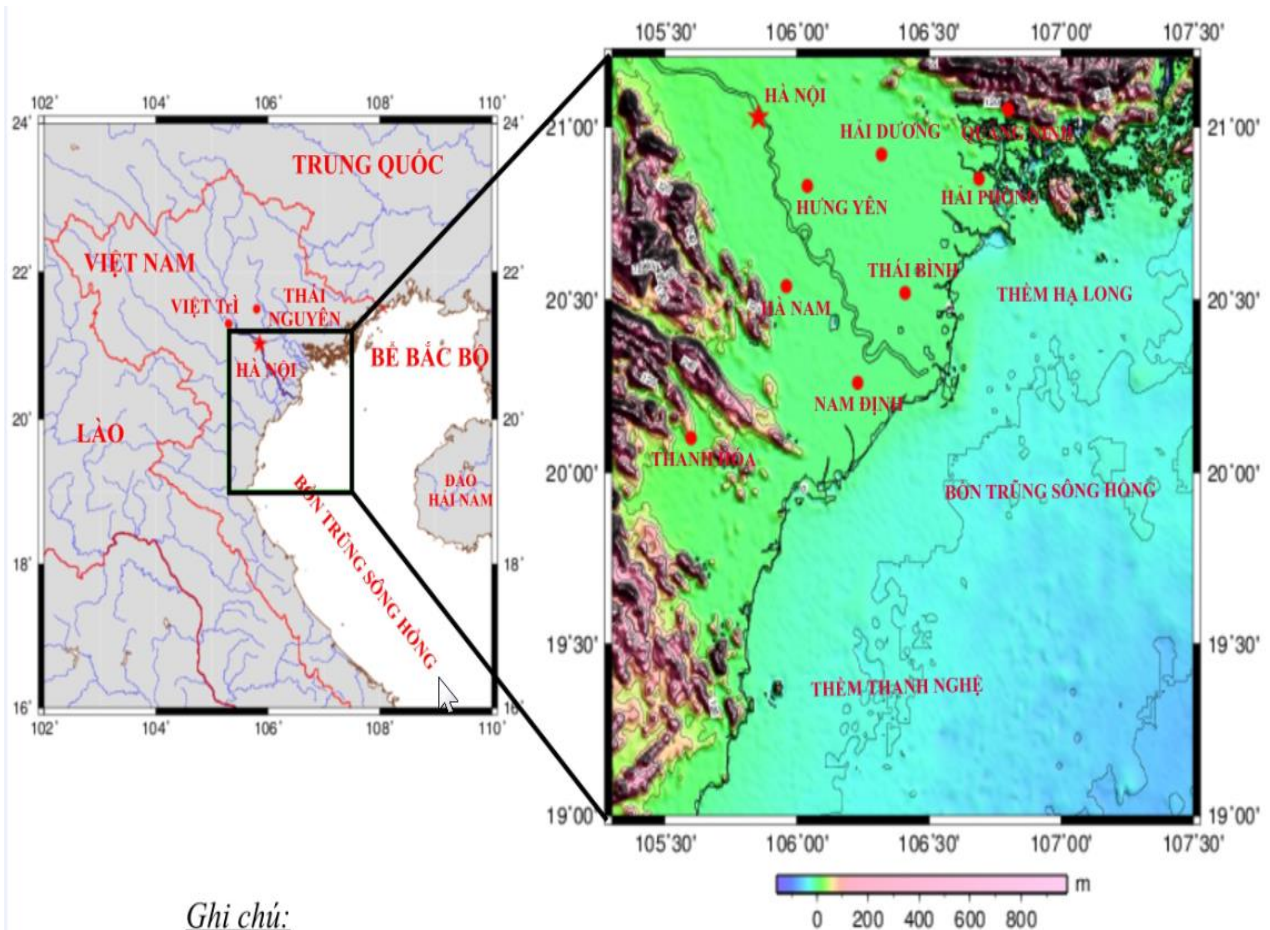 102˚ 104˚ 106˚ 108˚ 110˚
24˚ 24˚
TRUNG QUỐC
22˚ 22˚
VIỆT NAM
VIỆT TRÌ
THÁI
NGUYÊN
HÀ NỘI
BỂ BẮC BỘ
20˚ 20˚
LÀO
ĐẢO
HẢI NAM
BỒN TRŨNG SÔNG HỒNG
18˚ 18˚
16˚ 16˚
102˚ 104˚ 106˚ 108˚ 110˚
105˚30' 106˚00' 106˚30' 107˚00' 107˚30'
HÀ NỘI
21˚00' 21˚00'
HẢI DƯƠNG
QUẢNG NINH
HƯNG YÊN
HẢI PHÒNG
THÁI BÌNH
HÀ NAM
THỀM HẠ LONG
20˚30' 20˚30'
NAM ĐỊNH
THANH HÓA
20˚00' 20˚00'
BỒN TRŨNG SÔNG HỒNG
19˚30' 19˚30'
THỀM THANH NGHỆ
19˚00' 19˚00'
105˚30' 106˚00' 106˚30' 107˚00' 107˚30'
m
0 200 400 600 800
Ghi chú: